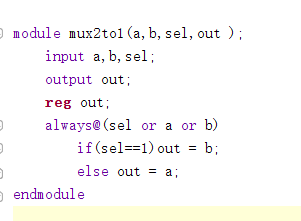 module mux2to1(a,b,sel,out );
input a,b,sel;
output out;
reg out;
always@(sel or a or b)
if(sel==1)out = b;
else out = a;
endmodule